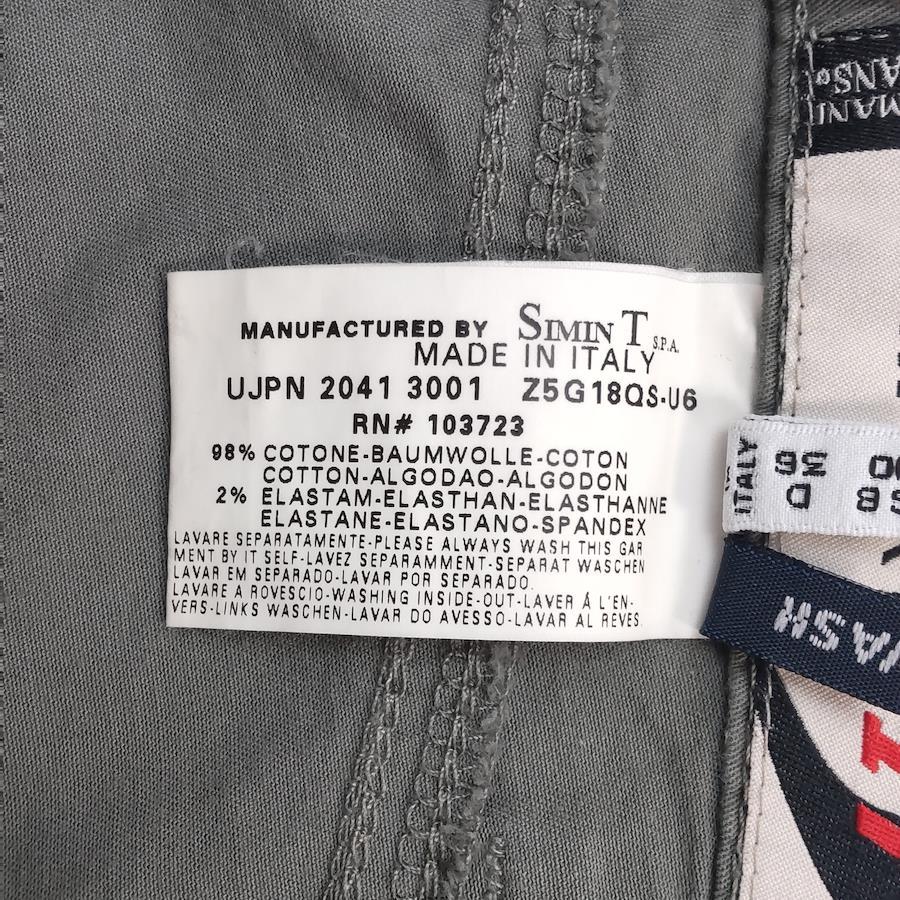 MANUFACTURED BY SIMIN T S.P.A.
MADE IN ITALY
UJPN 2041 3001 Z5G18QS-U6
RN# 103723
98% COTONE-BAUMWOLLE-COTON
COTTON-ALGODAO-ALGODON
2% ELASTAM-ELASTHAN-ELASTHANNE
ELASTANE-ELASTANO-SPANDEX
LAVARE SEPARATAMENTE-PLEASE ALWAYS WASH THIS GAR
MENT BY IT SELF-LAVEZ SEPARAMMENT-SEPARAT WASCHEN
LAVAR EM SEPARADO-LAVAR POR SEPARADO.
LAVARE A ROVESCIO-WASHING INSIDE-OUT-LAVER Á L'EN-
VERS-LINKS WASCHEN-LAVAR DO AVESSO-LAVAR AL RÉVES
ITALY
D
36
WASH